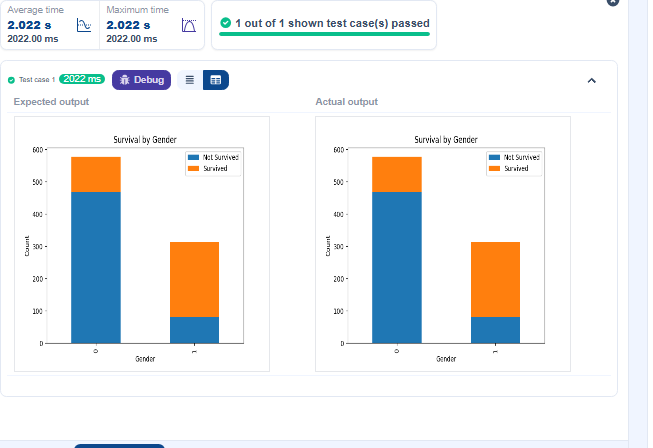 Average time
2.022 s
2022.00 ms
Maximum time
2.022 s
2022.00 ms
1 out of 1 shown test case(s) passed
Test case 1 2022 ms Debug
Expected output
Actual output
Survival by Gender
Not Survived
Survived
600
500
400
300
200
100
0
Count
0 1
Gender
Survival by Gender
Not Survived
Survived
600
500
400
300
200
100
0
Count
0 1
Gender